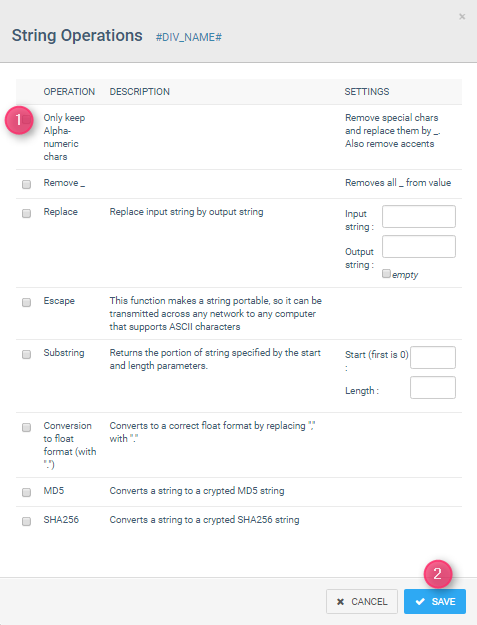 ×
String Operations #DIV_NAME#
OPERATION DESCRIPTION SETTINGS
1
Only keep
Alpha-
numeric
chars
Remove special chars
and replace them by _.
Also remove accents
Remove _
Removes all _ from value
Replace
Replace input string by output string
Input
string :
Output
string :
empty
Escape
This function makes a string portable, so it can be
transmitted across any network to any computer
that supports ASCII characters
Substring
Returns the portion of string specified by the start
and length parameters.
Start (first is 0)
:
Length :
Conversion
to float
format (with
".")
Converts to a correct float format by replacing ","
with "."
MD5
Converts a string to a crypted MD5 string
SHA256
Converts a string to a crypted SHA256 string
2
CANCEL
SAVE